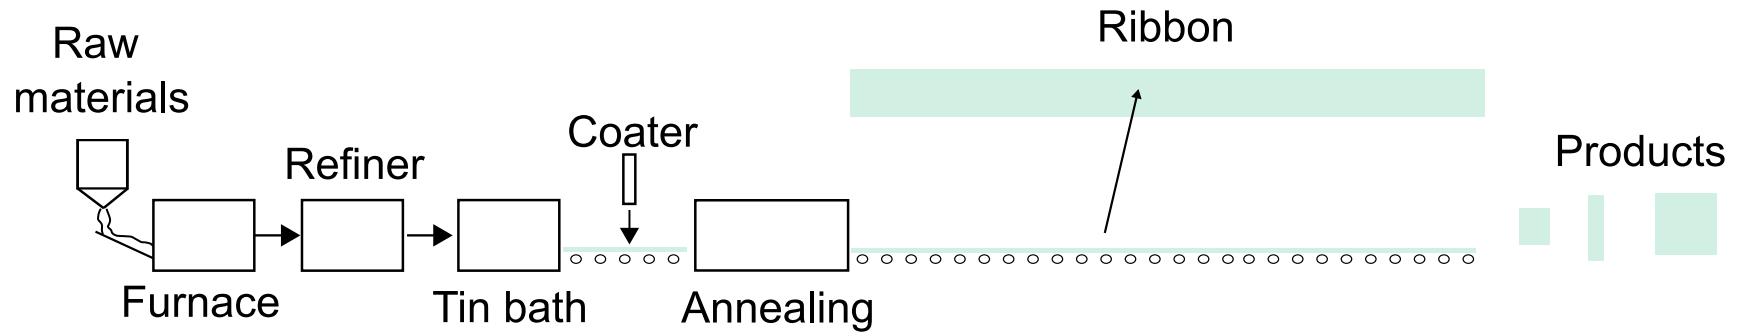 Raw
materials
Furnace
Refiner
Tin bath
Coater
Annealing
Ribbon
Products